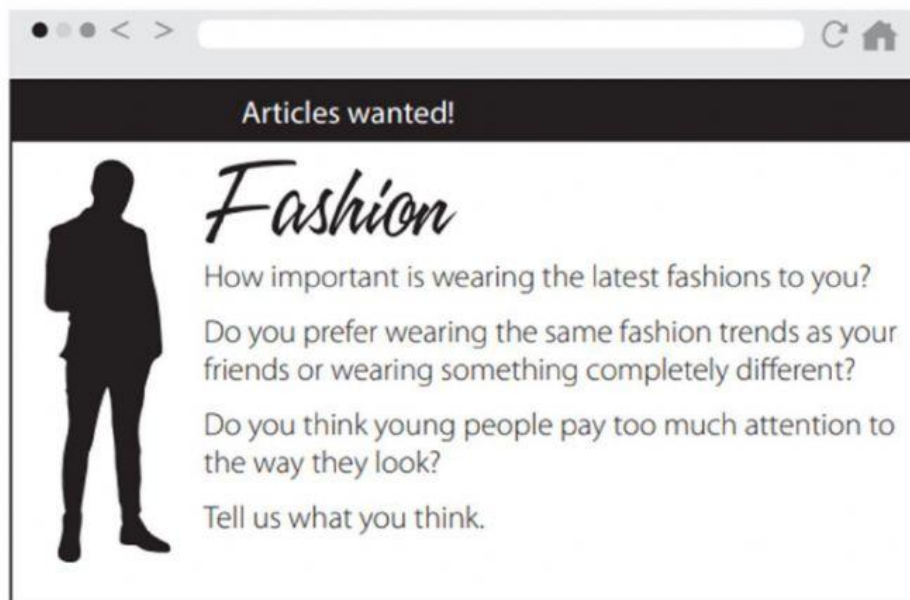 Articles wanted!
Fashion
How important is wearing the latest fashions to you?
Do you prefer wearing the same fashion trends as your
friends or wearing something completely different?
Do you think young people pay too much attention to
the way they look?
Tell us what you think.